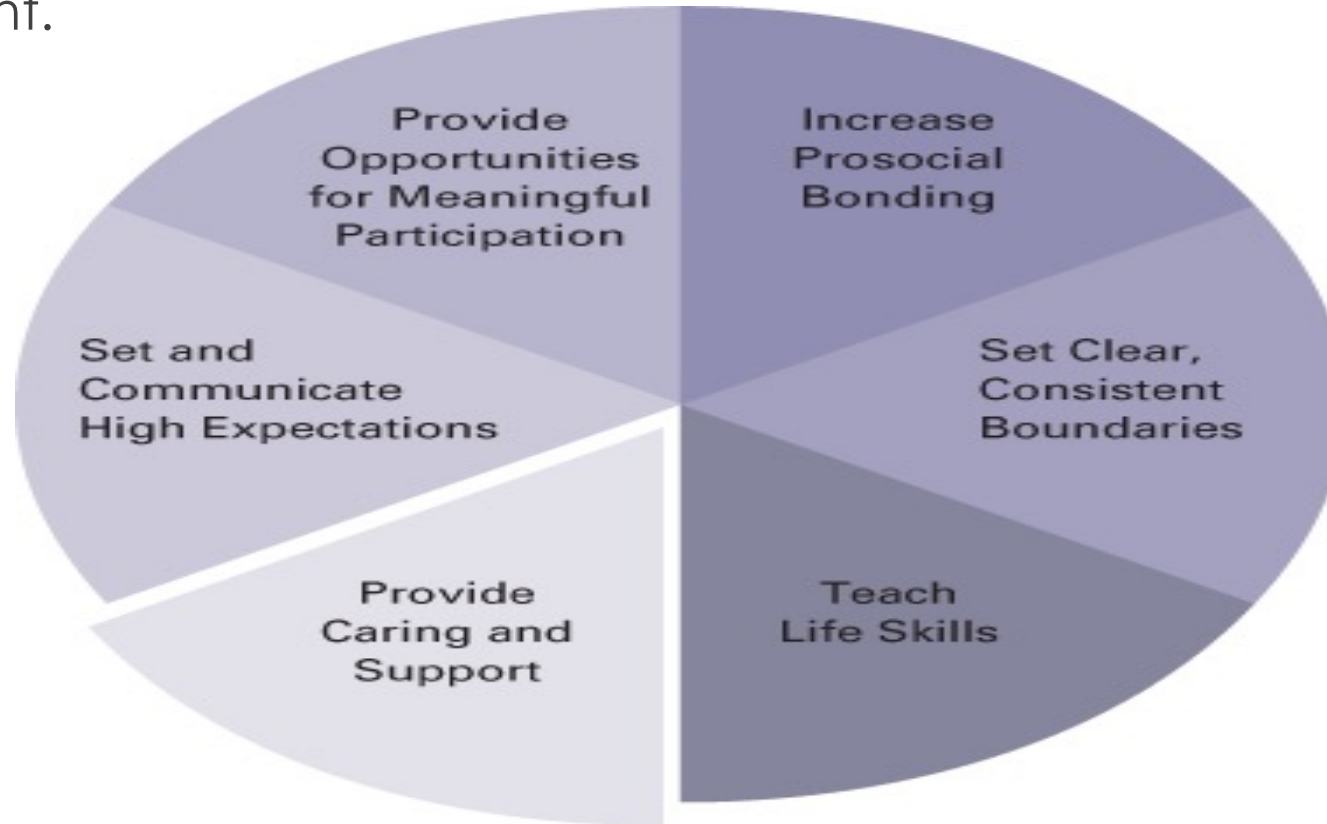 Provide
Opportunities
for Meaningful
Participation
Increase
Prosocial
Bonding
Set and
Communicate
High Expectations
Set Clear,
Consistent
Boundaries
Provide
Caring and
Support
Teach
Life Skills